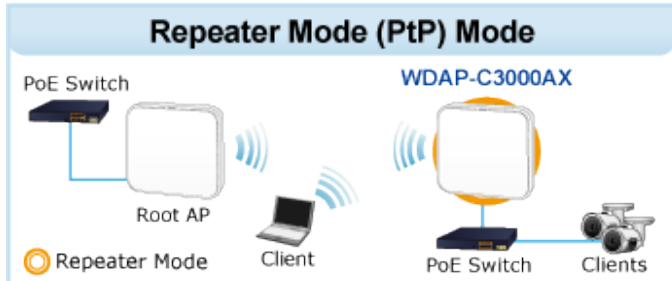 Repeater Mode (PtP) Mode
PoE Switch
WDAP-C3000AX
Root AP
Client
Repeater Mode
PoE Switch
Clients